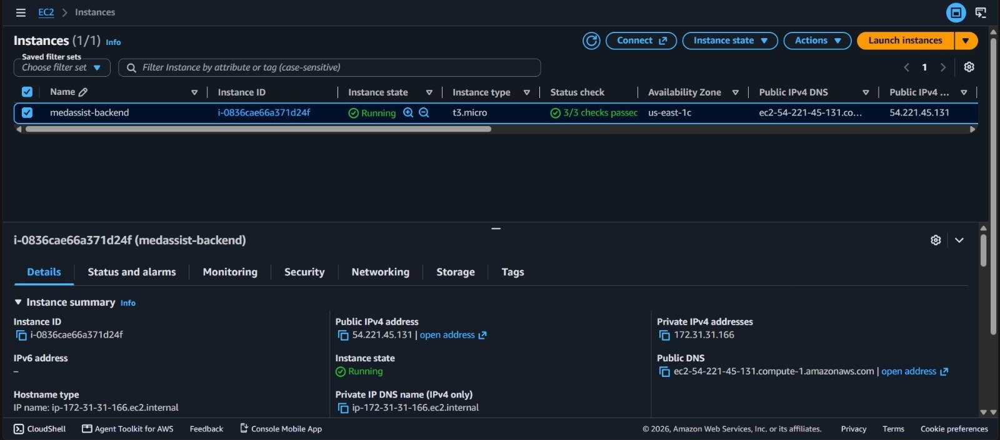 EC2 > Instances
Instances (1/1) Info
Connect Instance state Actions Launch instances
Saved filter sets
Choose filter set Filter Instance by attribute or tag (case-sensitive) 1
Name Instance ID Instance state Instance type Status check Availability Zone Public IPv4 DNS Public IPv4 ...
medassist-backend i-0836cae66a371d24f Running t3.micro 3/3 checks passec us-east-1c ec2-54-221-45-131.co... 54.221.45.131
i-0836cae66a371d24f (medassist-backend)
Details Status and alarms Monitoring Security Networking Storage Tags
Instance summary Info
Instance ID
i-0836cae66a371d24f
Public IPv4 address
54.221.45.131 | open address
Private IPv4 addresses
172.31.31.166
IPv6 address
–
Instance state
Running
Public DNS
ec2-54-221-45-131.compute-1.amazonaws.com | open address
Hostname type
IP name: ip-172-31-31-166.ec2.internal
Private IP DNS name (IPv4 only)
ip-172-31-31-166.ec2.internal
CloudShell Agent Toolkit for AWS Feedback Console Mobile App © 2026, Amazon Web Services, Inc. or its affiliates. Privacy Terms Cookie preferences